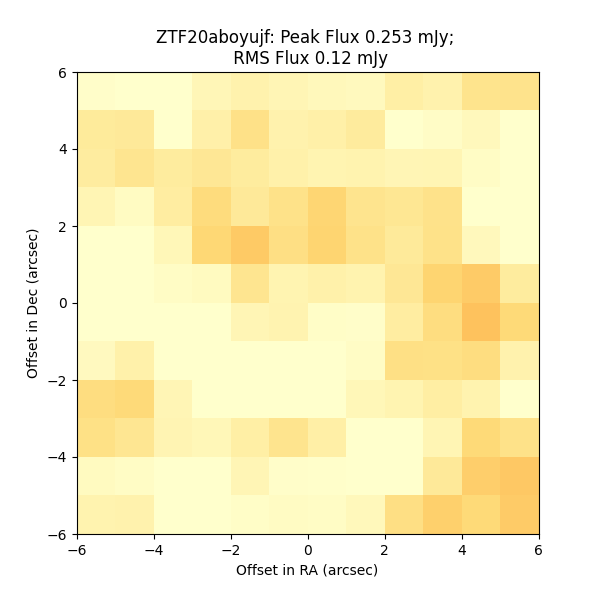 ZTF20aboyujf: Peak Flux 0.253 mJy;
RMS Flux 0.12 mJy
6
4
2
0
−2
−4
−6
Offset in Dec (arcsec)
−6 −4 −2 0 2 4 6
Offset in RA (arcsec)